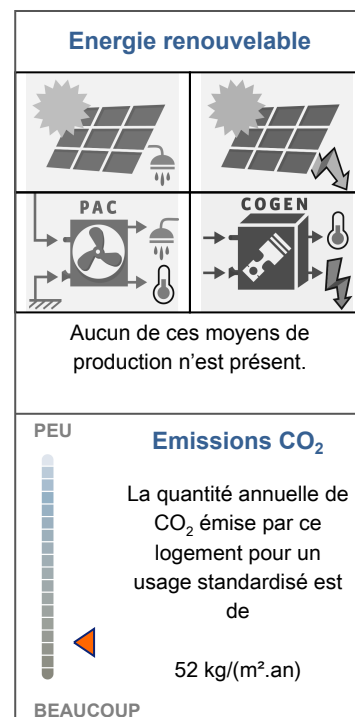 Energie renouvelable
PAC
COGEN
Aucun de ces moyens de
production n’est présent.
PEU
Emissions CO₂
La quantité annuelle de
CO₂ émise par ce
logement pour un
usage standardisé est
de
52 kg/(m².an)
BEAUCOUP